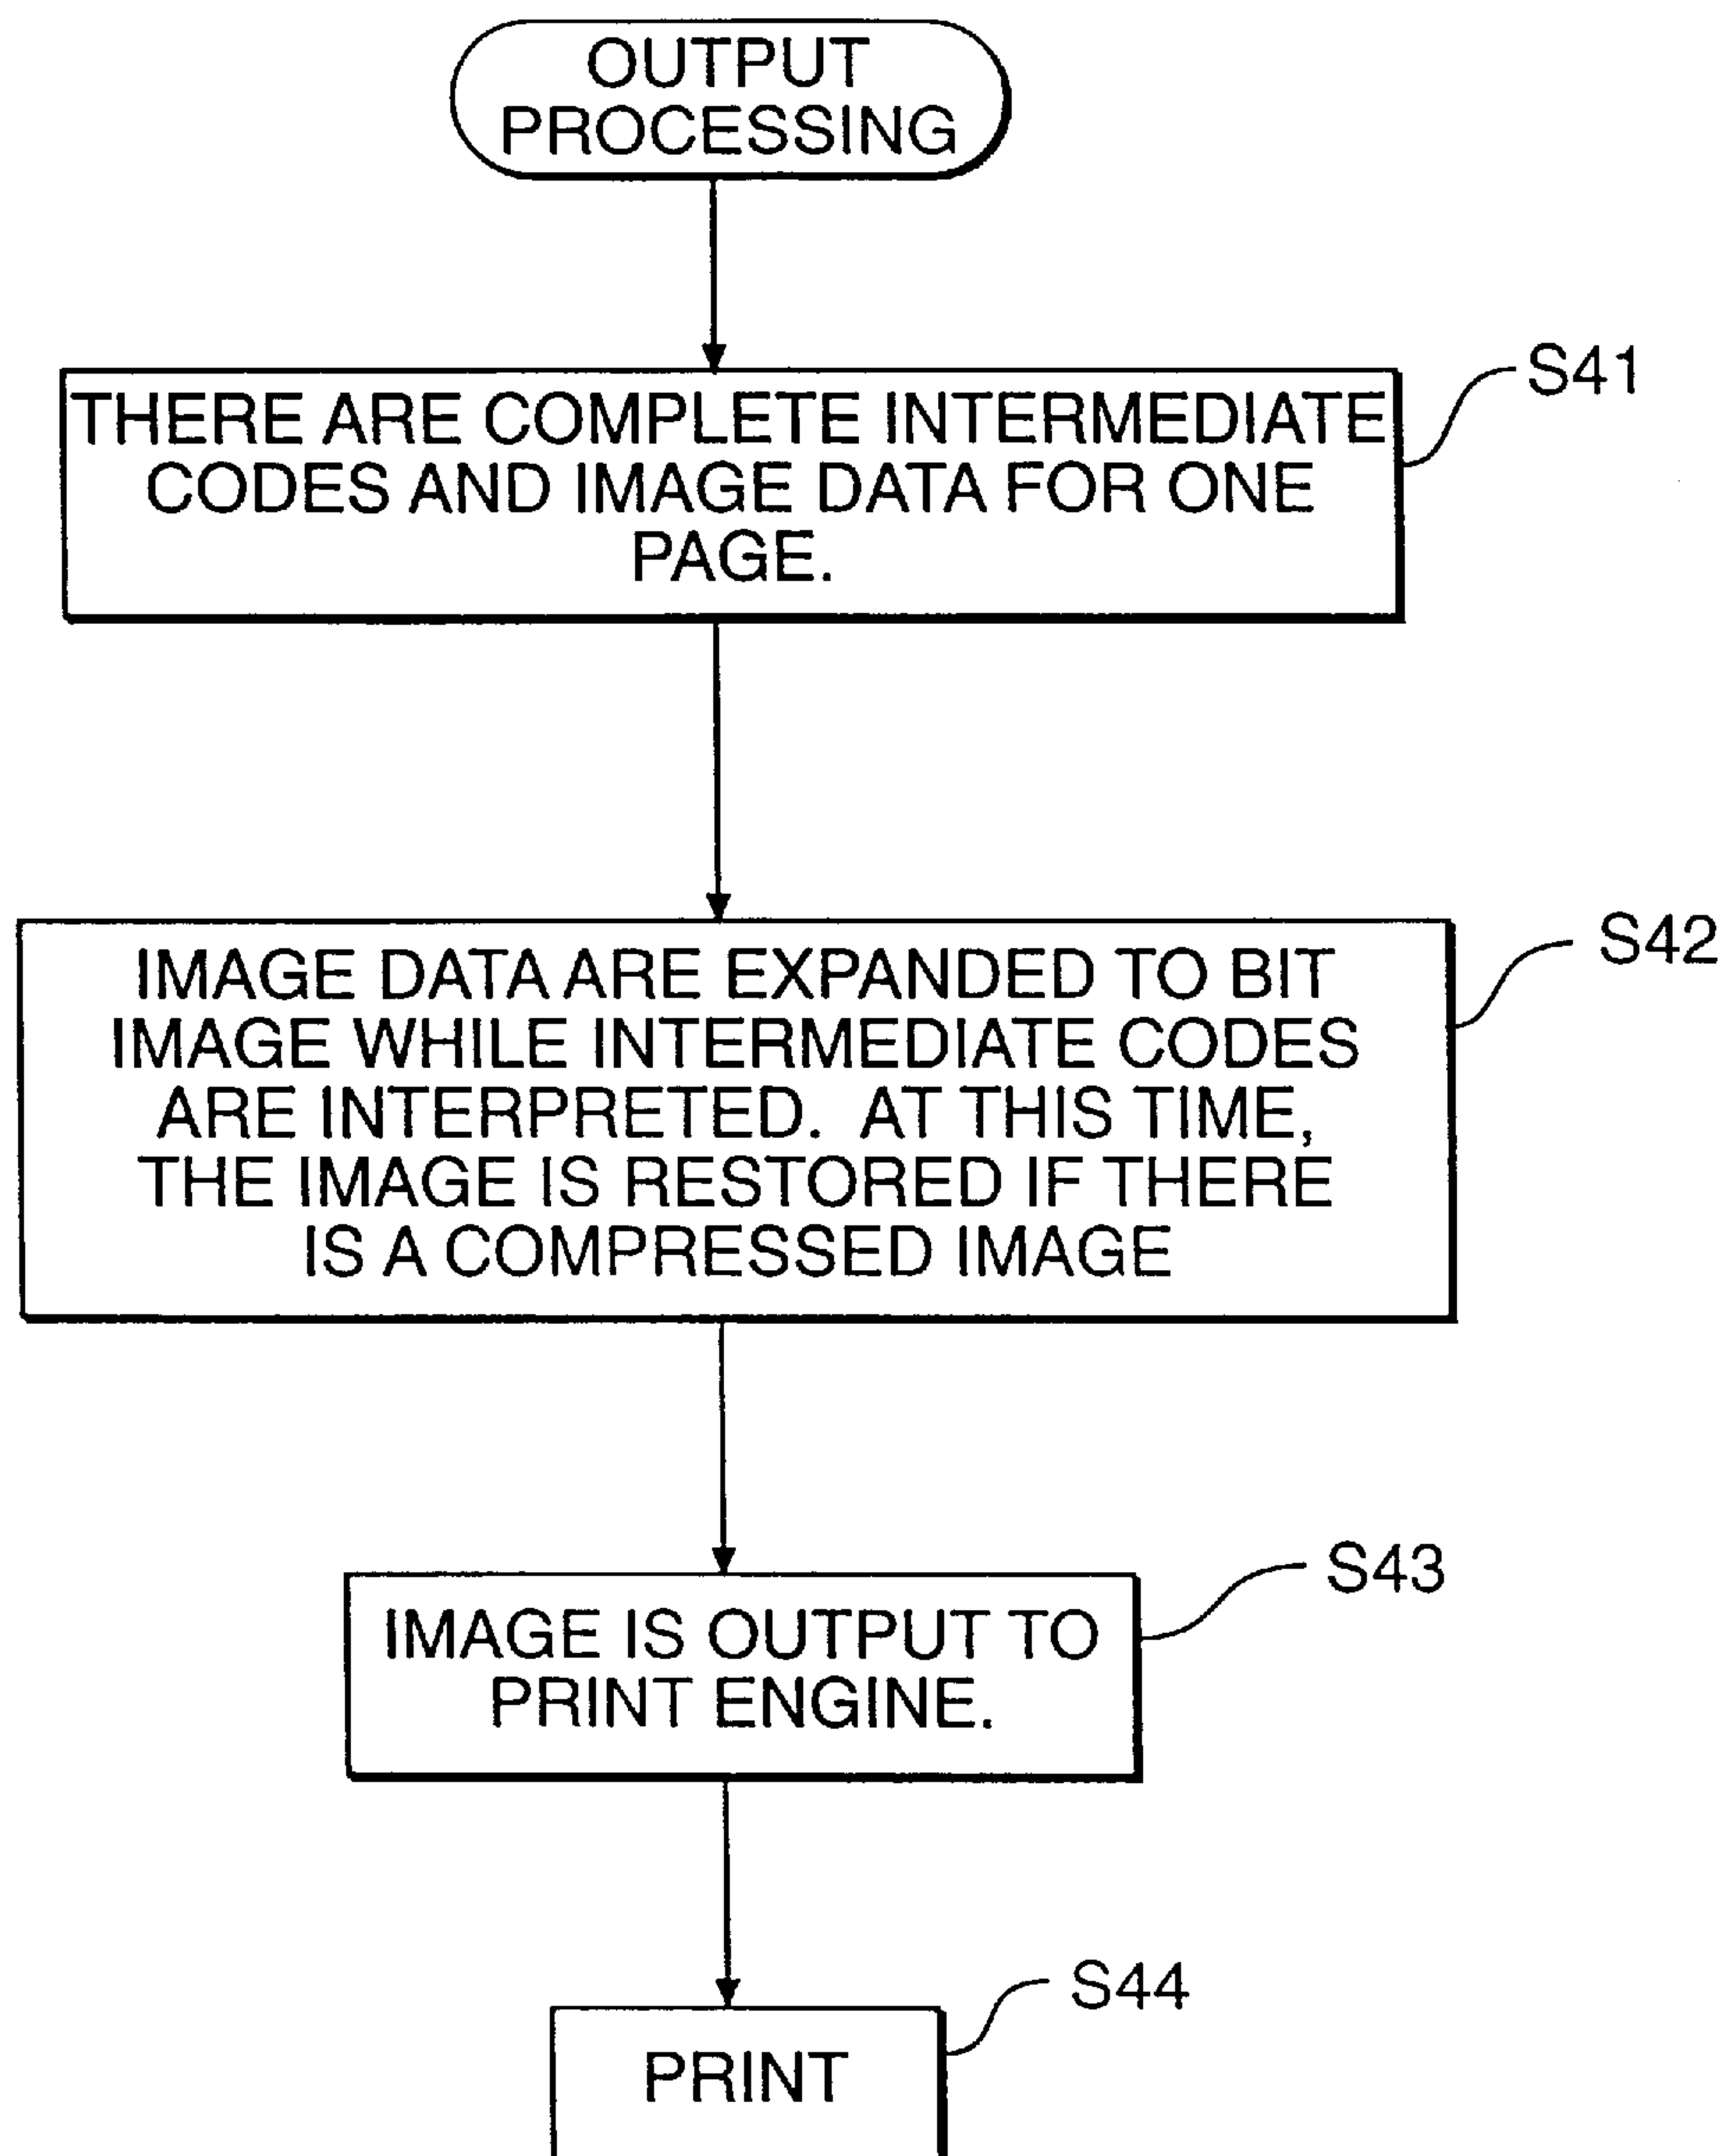 OUTPUT
PROCESSING
S41
THERE ARE COMPLETE INTERMEDIATE
CODES AND IMAGE DATA FOR ONE
PAGE.
S42
IMAGE DATA ARE EXPANDED TO BIT
IMAGE WHILE INTERMEDIATE CODES
ARE INTERPRETED. AT THIS TIME,
THE IMAGE IS RESTORED IF THERE
IS A COMPRESSED IMAGE
S43
IMAGE IS OUTPUT TO
PRINT ENGINE.
S44
PRINT